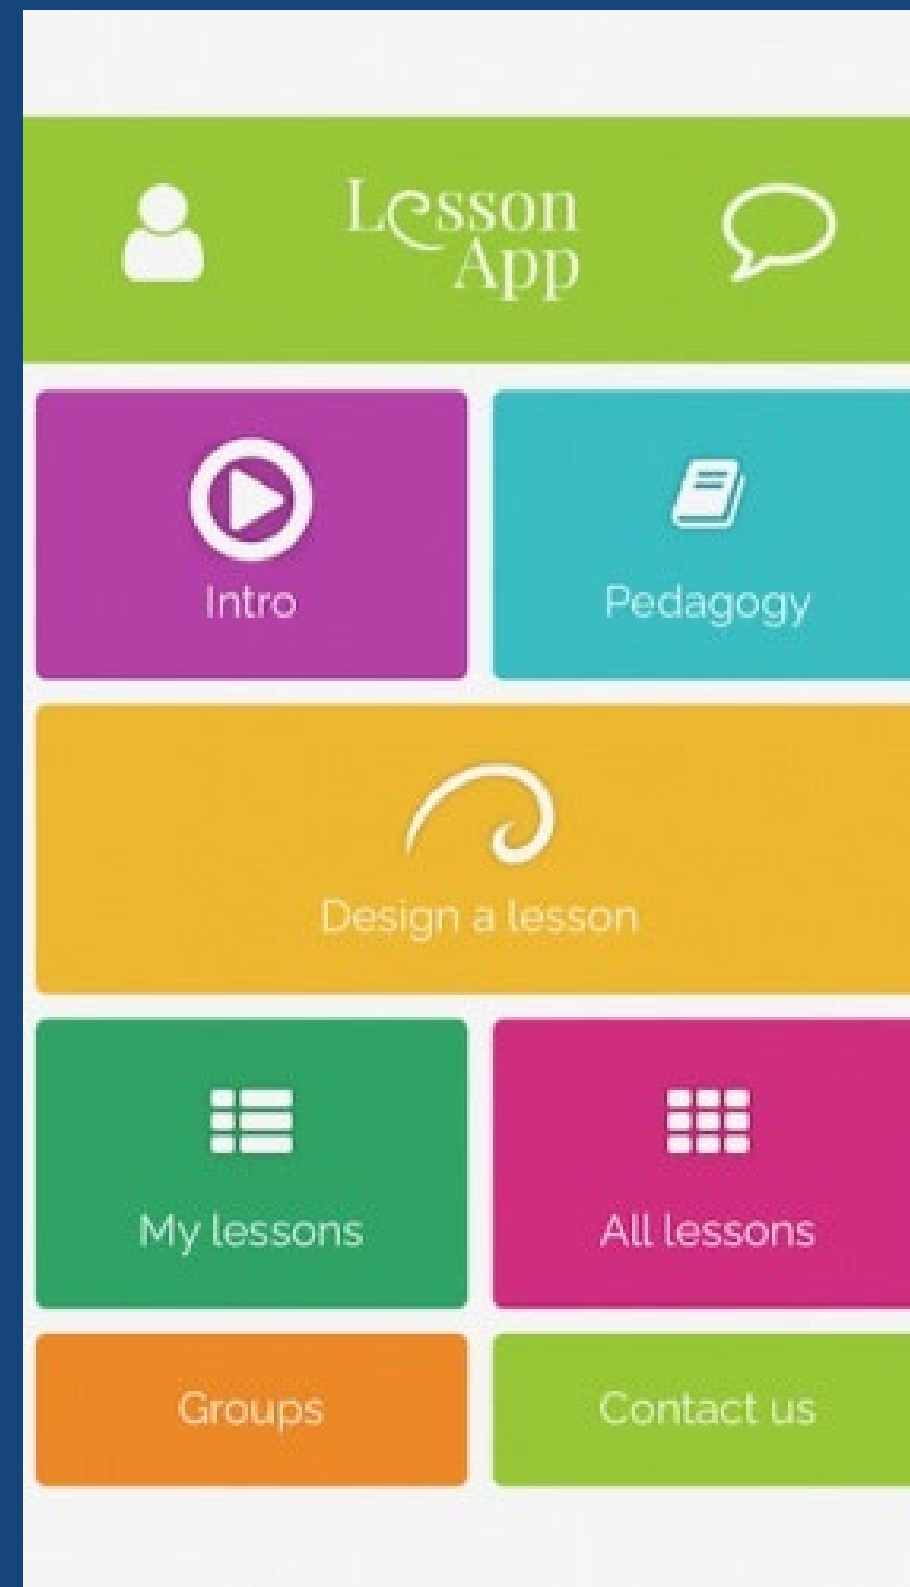 Lesson
App
Intro
Pedagogy
Design a lesson
My lessons
All lessons
Groups
Contact us